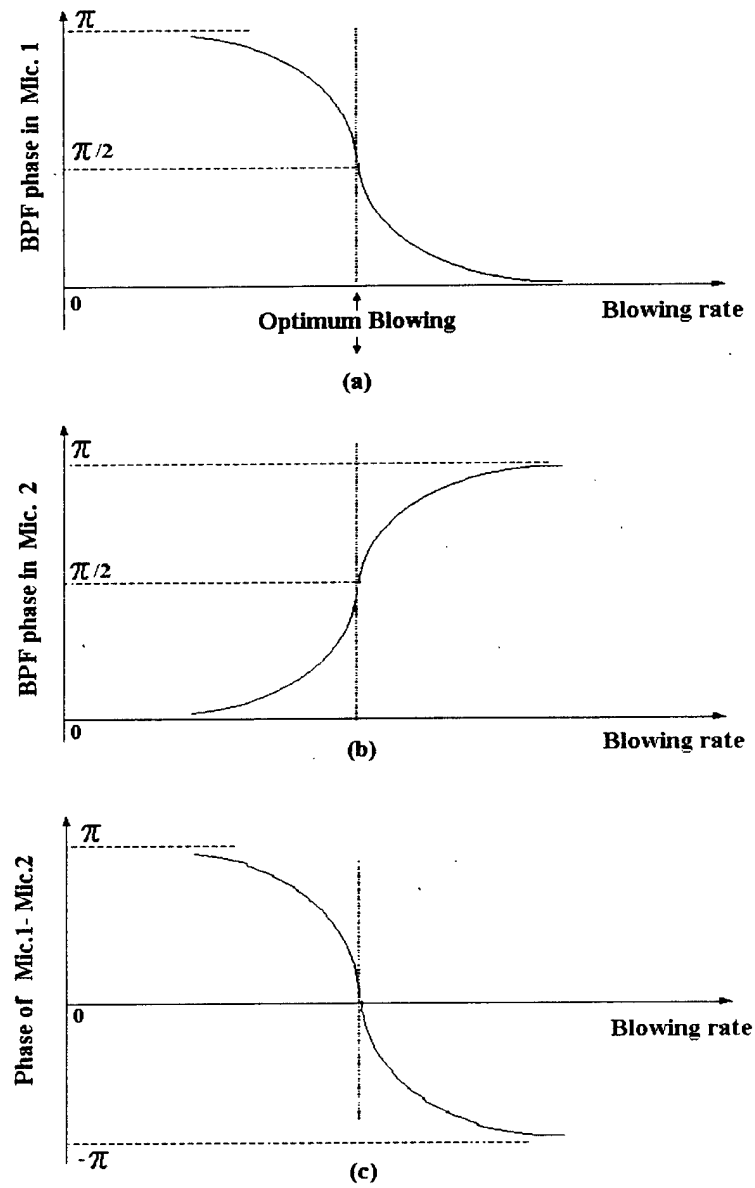 π
BPF phase in Mic. 1
π/2
0
Blowing rate
Optimum Blowing
(a)
π
BPF phase in Mic. 2
π/2
0
Blowing rate
(b)
π
Phase of Mic.1- Mic.2
0
Blowing rate
-π
(c)